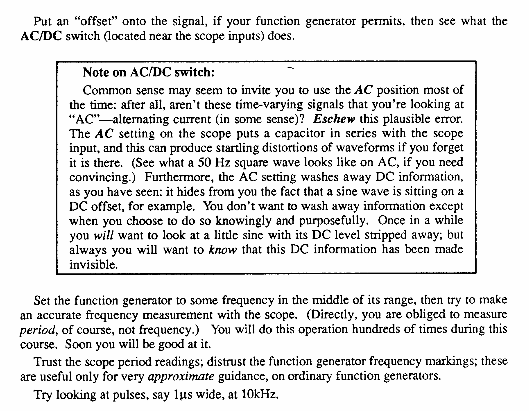 Put an “offset” onto the signal, if your function generator permits, then see what the
AC/DC switch (located near the scope inputs) does.
Note on AC/DC switch:
Common sense may seem to invite you to use the AC position most of
the time: after all, aren’t these time-varying signals that you’re looking at
“AC”—alternating current (in some sense)? Eschew this plausible error.
The AC setting on the scope puts a capacitor in series with the scope
input, and this can produce startling distortions of waveforms if you forget
it is there. (See what a 50 Hz square wave looks like on AC, if you need
convincing.) Furthermore, the AC setting washes away DC information,
as you have seen: it hides from you the fact that a sine wave is sitting on a
DC offset, for example. You don’t want to wash away information except
when you choose to do so knowingly and purposefully. Once in a while
you will want to look at a little sine with its DC level stripped away; but
always you will want to know that this DC information has been made
invisible.
Set the function generator to some frequency in the middle of its range, then try to make
an accurate frequency measurement with the scope. (Directly, you are obliged to measure
period, of course, not frequency.) You will do this operation hundreds of times during this
course. Soon you will be good at it.
Trust the scope period readings; distrust the function generator frequency markings; these
are useful only for very approximate guidance, on ordinary function generators.
Try looking at pulses, say 1µs wide, at 10kHz.